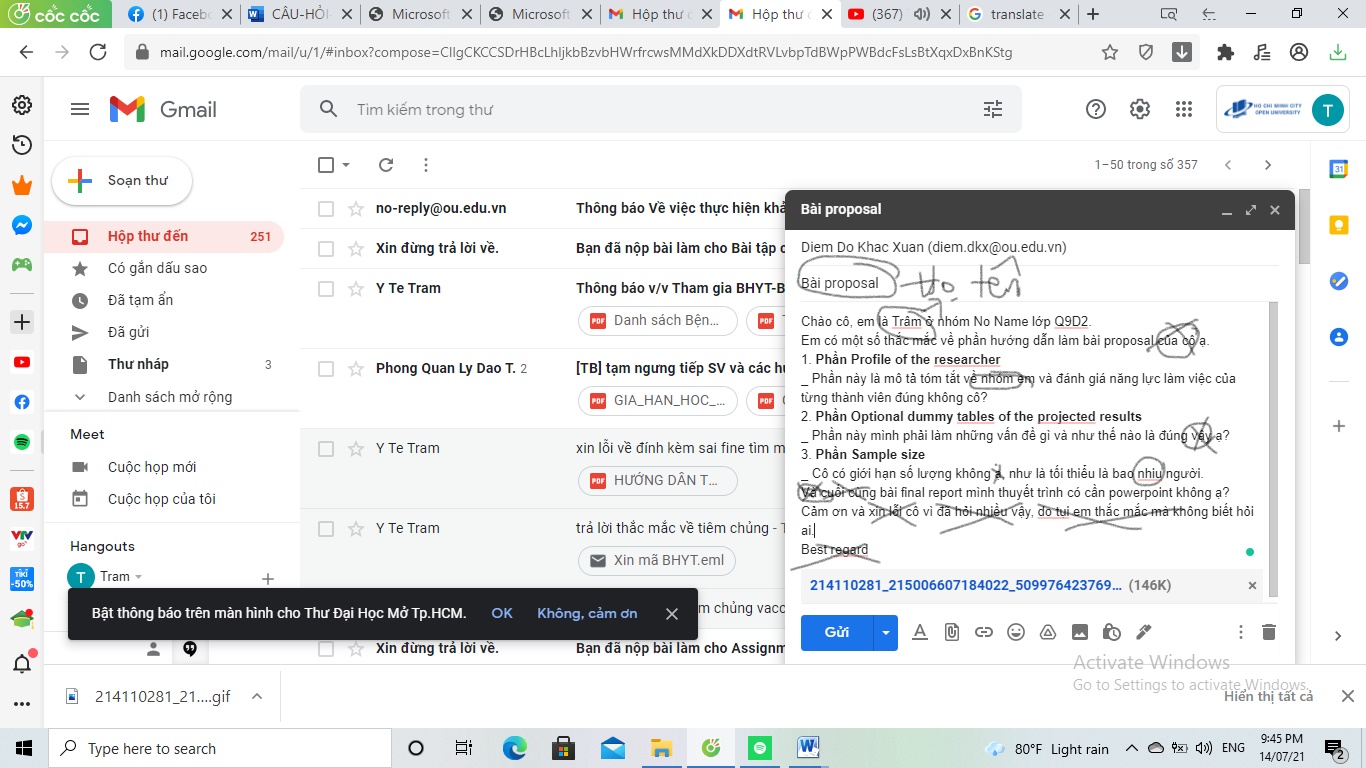 cốc cốc
(1) Facebo
CÂU-HỎI-
Microsoft
Microsoft
Hộp thư đ
Hộp thư đ
(367)
translate
mail.google.com/mail/u/1/#inbox?compose=CllgCKCCSDrHBcLhljkbBzvbHWrfrcwsMMdXkDDXdtRVLvbpTdBWpPWBdcFsLsBtXqxDxBnKStg
Gmail
Tìm kiếm trong thư
HO CHI MINH CITY
OPEN UNIVERSITY
T
Soạn thư
1–50 trong số 357
Hộp thư đến 251
Có gắn dấu sao
Đã tạm ẩn
Đã gửi
Thư nháp 3
Danh sách mở rộng
Meet
Cuộc họp mới
Cuộc họp của tôi
Hangouts
T Tram
no-reply@ou.edu.vn Thông báo Về việc thực hiện khả
Xin đừng trả lời về. Bạn đã nộp bài làm cho Bài tập c
Y Te Tram Thông báo v/v Tham gia BHYT-B
PDF Danh sách Bện...
PDF
Phong Quan Ly Dao T. 2 [TB] tạm ngưng tiếp SV và các hu
PDF GIA_HAN_HOC_...
PDF
Y Te Tram xin lỗi về đính kèm sai fine tìm m
PDF HƯỚNG DẪN T...
Y Te Tram trả lời thắc mắc về tiêm chủng - T
Xin mã BHYT.eml
m chủng vacc
Xin đừng trả lời về. Bạn đã nộp bài làm cho Assignm
Bài proposal
Diem Do Khac Xuan (diem.dkx@ou.edu.vn)
Bài proposal - Họ tên
Chào cô, em là Trâm ở nhóm No Name lớp Q9D2.
Em có một số thắc mắc về phần hướng dẫn làm bài proposal của cô ạ.
1. Phần Profile of the researcher
_ Phần này là mô tả tóm tắt về nhóm em và đánh giá năng lực làm việc của
từng thành viên đúng không cô?
2. Phần Optional dummy tables of the projected results
_ Phần này mình phải làm những vấn đề gì và như thế nào là đúng vậy ạ?
3. Phần Sample size
_ Cô có giới hạn số lượng không ạ, như là tối thiểu là bao nhiu người.
Và cuối cùng bài final report mình thuyết trình có cần powerpoint không ạ?
Cảm ơn và xin lỗi cô vì đã hỏi nhiều vậy, do tụi em thắc mắc mà không biết hỏi
ai.
Best regard
214110281_215006607184022_509976423769... (146K)
Gửi
Bật thông báo trên màn hình cho Thư Đại Học Mở Tp.HCM. OK Không, cảm ơn
S 15.7
VTV go
TIKI -50%
Activate Windows
Go to Settings to activate Windows.
214110281_21....gif
Hiển thị tất cả
Type here to search
80°F Light rain
ENG
9:45 PM
14/07/21
2